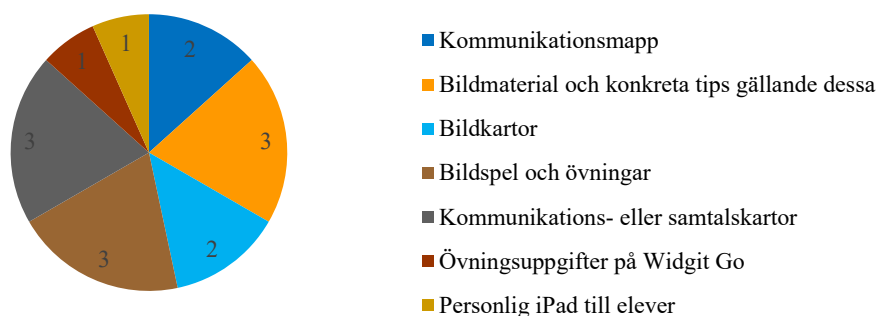 2
3
2
3
3
1
1
Kommunikationsmapp
Bildmaterial och konkreta tips gällande dessa
Bildkartor
Bildspel och övningar
Kommunikations- eller samtalskartor
Övningsuppgifter på Widgit Go
Personlig iPad till elever